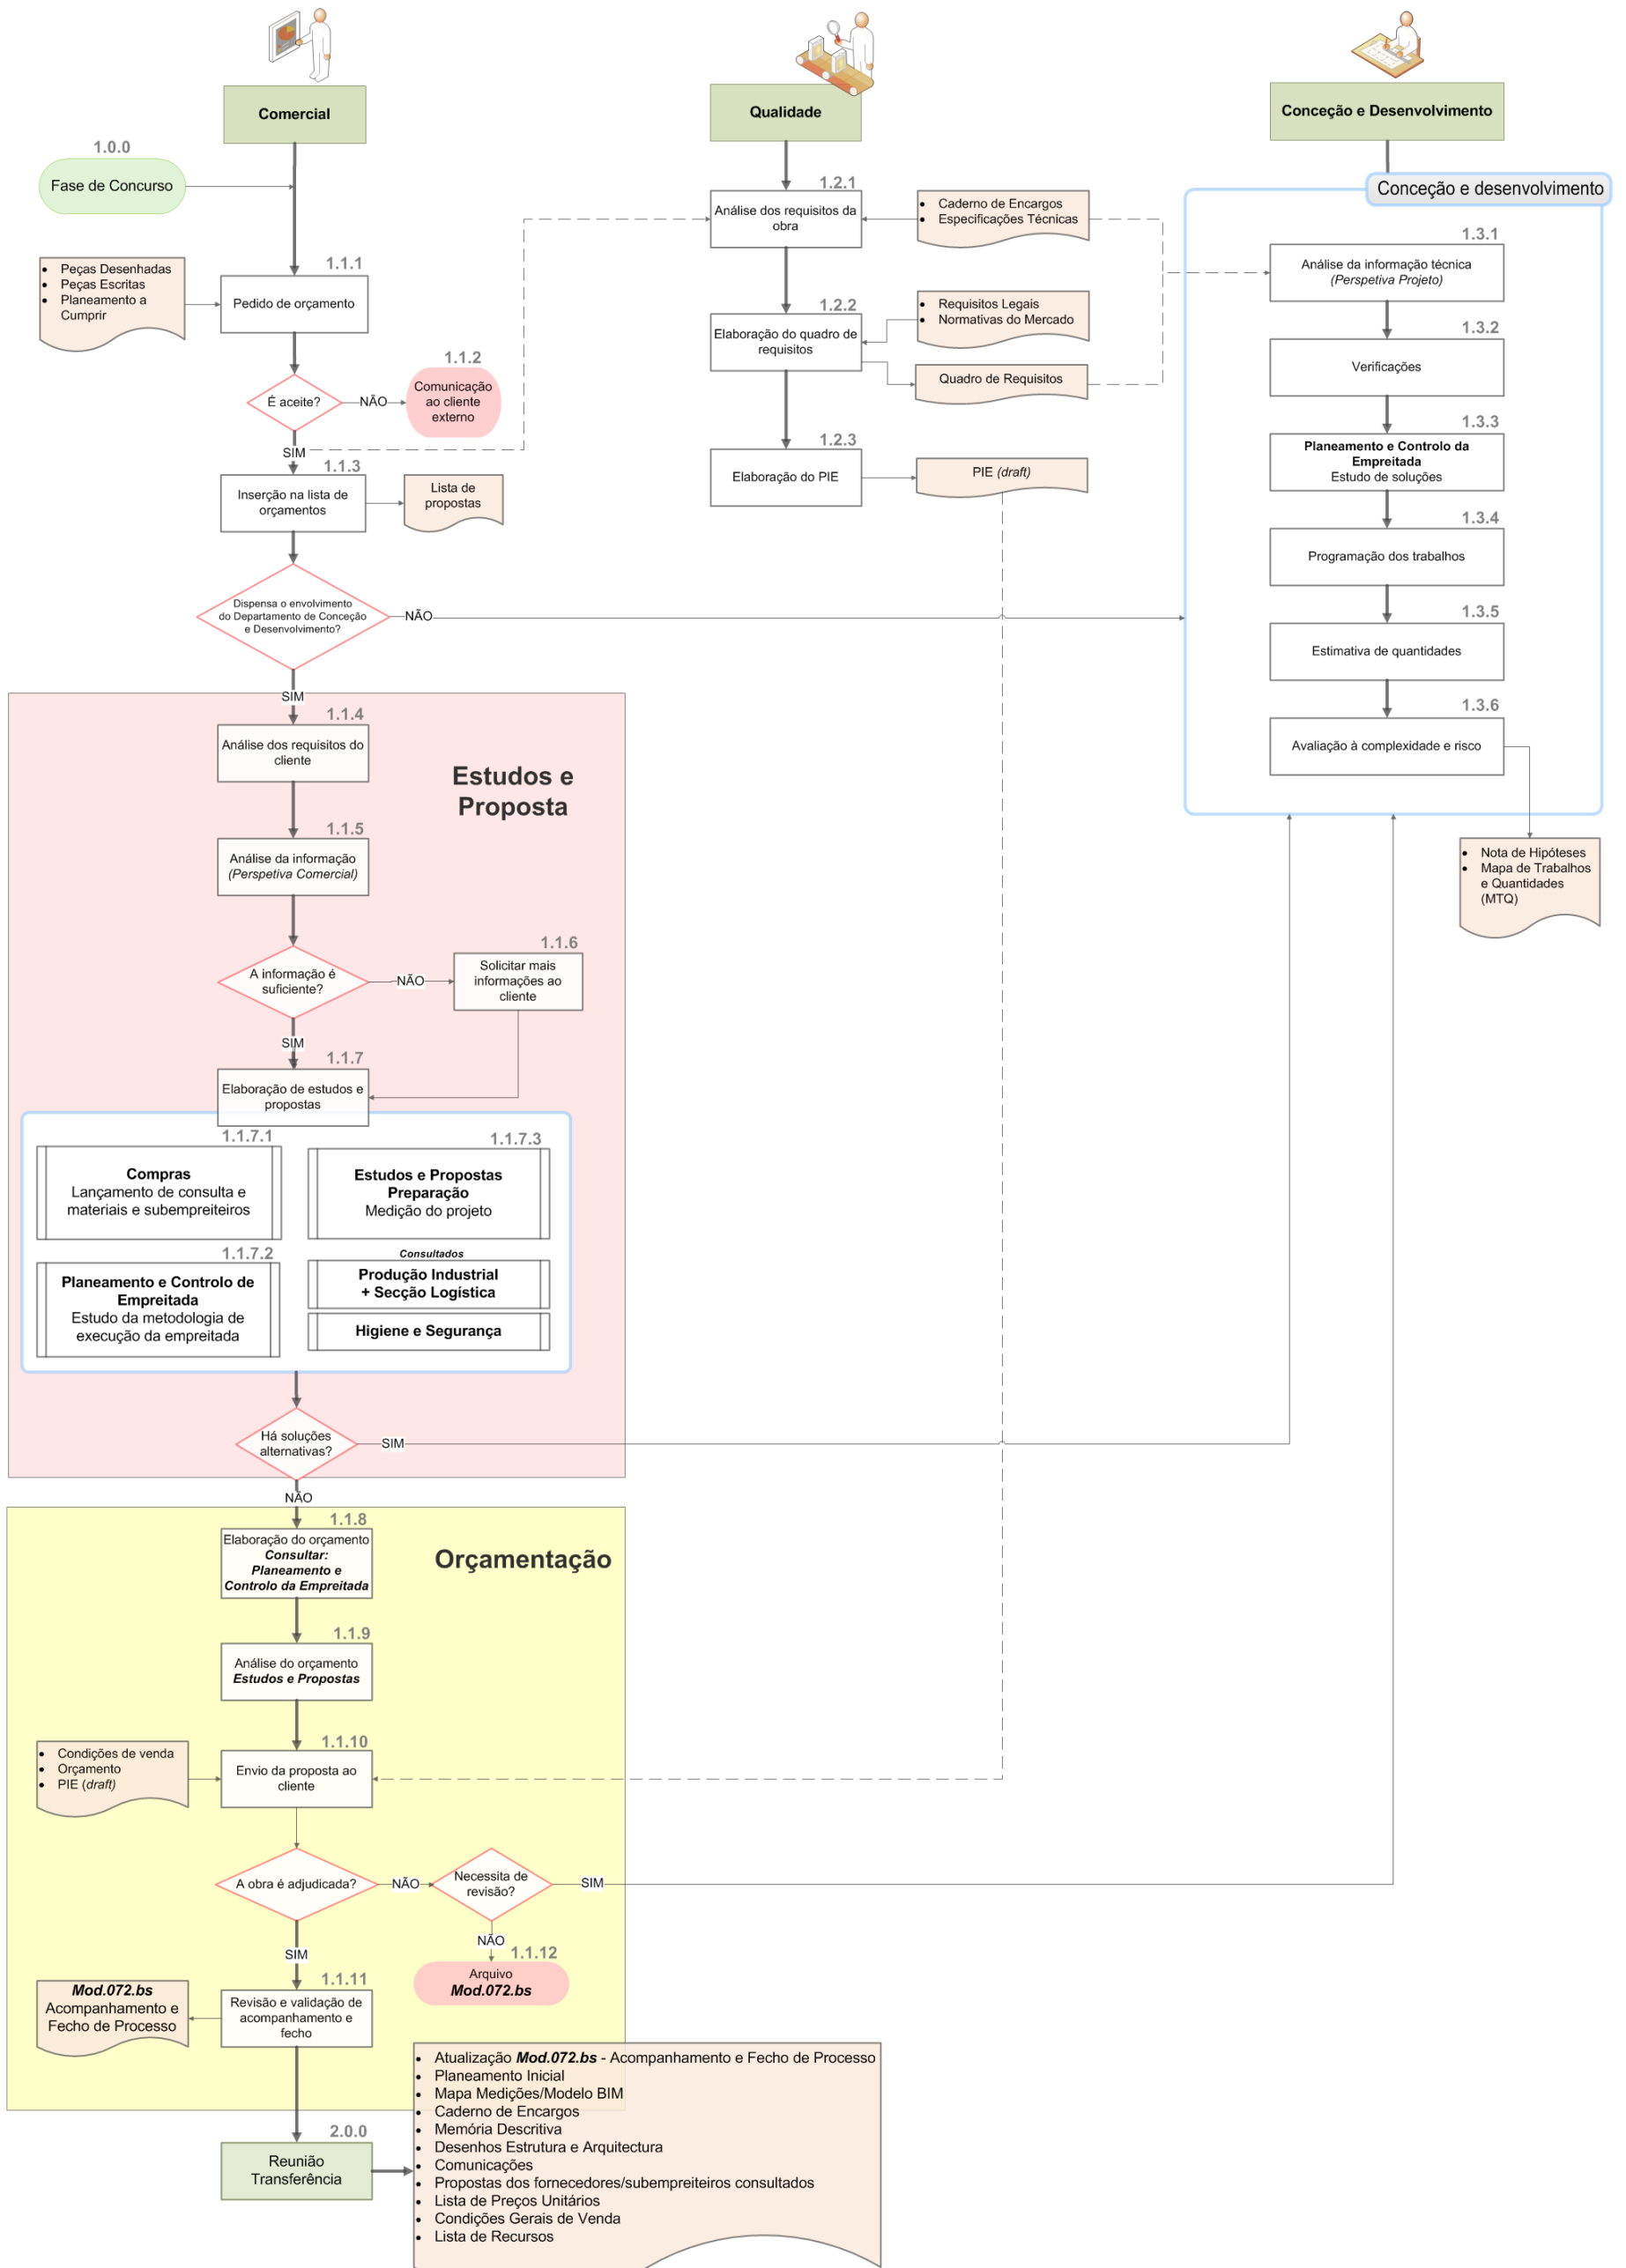 Comercial
Qualidade
Conceção e Desenvolvimento
1.0.0
Fase de Concurso
Peças Desenhadas
Peças Escritas
Planeamento a
Cumprir
1.1.1
Pedido de orçamento
É aceite?
NÃO
1.1.2
Comunicação
ao cliente
externo
SIM
1.1.3
Inserção na lista de
orçamentos
Lista de
propostas
Dispensa o envolvimento
do Departamento de Conceção
e Desenvolvimento?
NÃO
SIM
1.2.1
Análise dos requisitos da
obra
Caderno de Encargos
Especificações Técnicas
1.2.2
Elaboração do quadro de
requisitos
Requisitos Legais
Normativas do Mercado
Quadro de Requisitos
1.2.3
Elaboração do PIE
PIE (draft)
Conceção e desenvolvimento
1.3.1
Análise da informação técnica
(Perspetiva Projeto)
1.3.2
Verificações
1.3.3
Planeamento e Controlo da
Empreitada
Estudo de soluções
1.3.4
Programação dos trabalhos
1.3.5
Estimativa de quantidades
1.3.6
Avaliação à complexidade e risco
Nota de Hipóteses
Mapa de Trabalhos
e Quantidades
(MTQ)
Estudos e
Proposta
1.1.4
Análise dos requisitos do
cliente
1.1.5
Análise da informação
(Perspetiva Comercial)
A informação é
suficiente?
NÃO
1.1.6
Solicitar mais
informações ao
cliente
SIM
1.1.7
Elaboração de estudos e
propostas
1.1.7.1
Compras
Lançamento de consulta e
materiais e subempreiteiros
1.1.7.3
Estudos e Propostas
Preparação
Medição do projeto
1.1.7.2
Planeamento e Controlo de
Empreitada
Estudo da metodologia de
execução da empreitada
Consultados
Produção Industrial
+ Secção Logística
Higiene e Segurança
Há soluções
alternativas?
SIM
NÃO
Orçamentação
1.1.8
Elaboração do orçamento
Consultar:
Planeamento e
Controlo da Empreitada
1.1.9
Análise do orçamento
Estudos e Propostas
Condições de venda
Orçamento
PIE (draft)
1.1.10
Envio da proposta ao
cliente
A obra é adjudicada?
NÃO
Necessita de
revisão?
SIM
NÃO
1.1.12
Arquivo
Mod.072.bs
SIM
1.1.11
Revisão e validação de
acompanhamento e
fecho
Mod.072.bs
Acompanhamento e
Fecho de Processo
2.0.0
Reunião
Transferência
Atualização Mod.072.bs - Acompanhamento e Fecho de Processo
Planeamento Inicial
Mapa Medições/Modelo BIM
Caderno de Encargos
Memória Descritiva
Desenhos Estrutura e Arquitectura
Comunicações
Propostas dos fornecedores/subempreiteiros consultados
Lista de Preços Unitários
Condições Gerais de Venda
Lista de Recursos